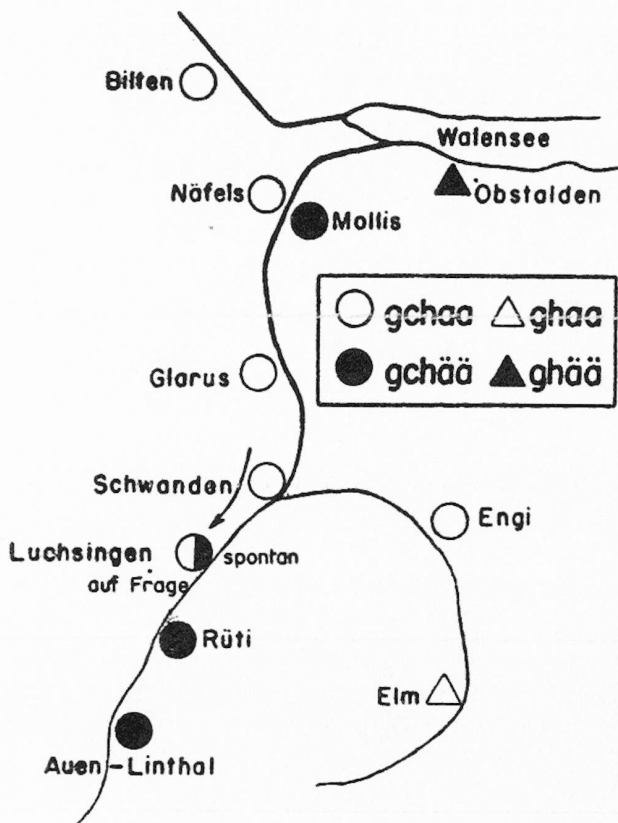 Bilten
Walensee
Näfels
Obstalden
Mollis
gchaa ghaa
gchää ghää
Glarus
Schwanden
Engi
Luchsingen spontan
auf Frage
Rüti
Elm
Auen-Linthal